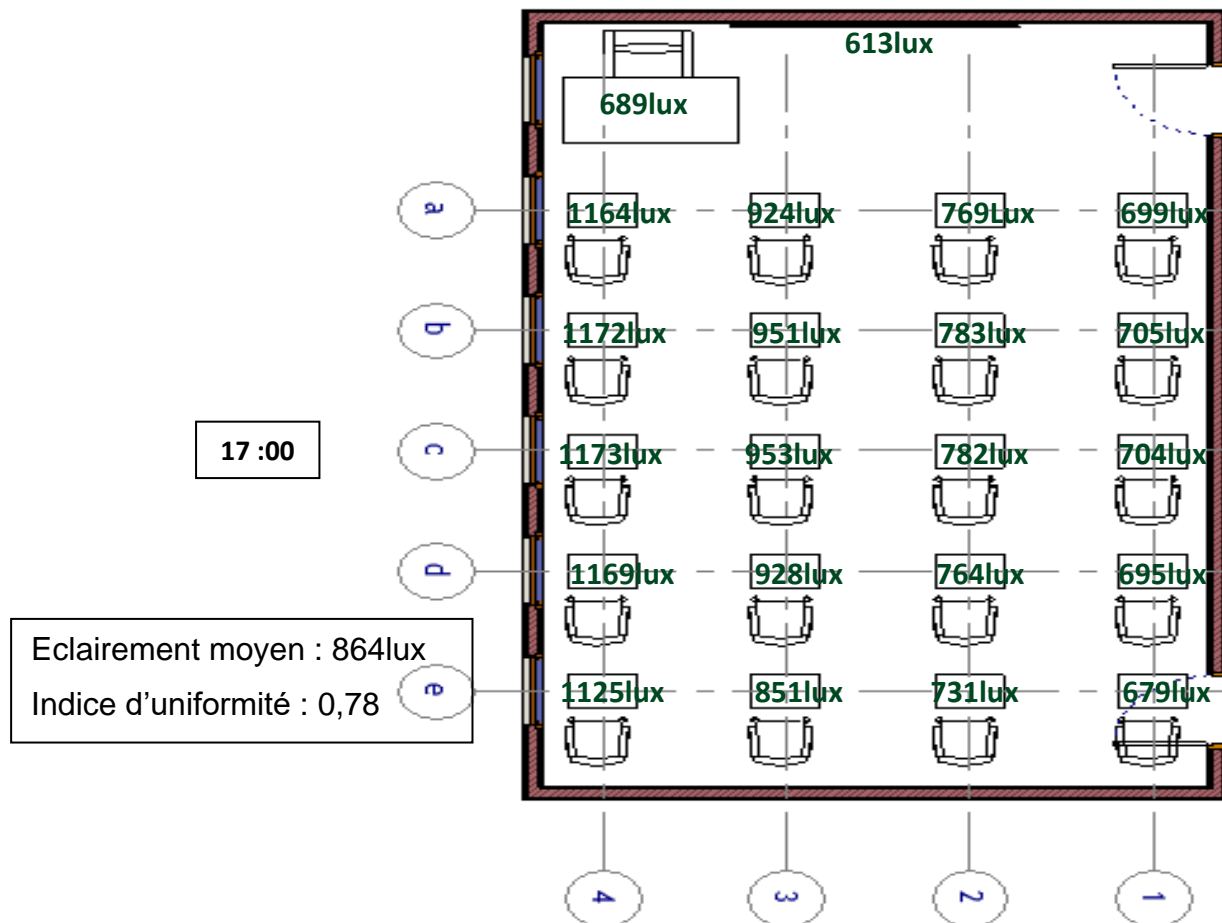 613lux
689lux
a 1164lux 924lux 769Lux 699lux
b 1172lux 951lux 783lux 705lux
17 :00 c 1173lux 953lux 782lux 704lux
d 1169lux 928lux 764lux 695lux
Eclairement moyen : 864lux
Indice d’uniformité : 0,78
e 1125lux 851lux 731lux 679lux
4 3 2 1